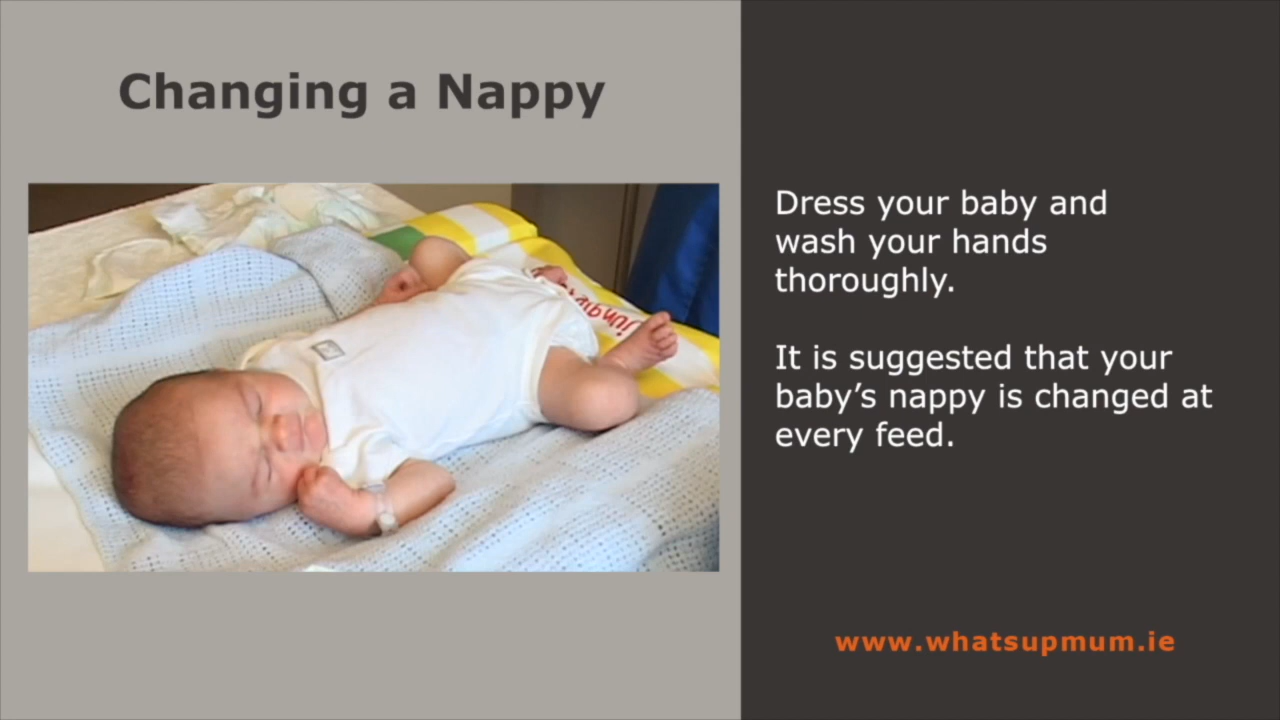 Changing a Nappy
Dress your baby and
wash your hands
thoroughly.
It is suggested that your
baby’s nappy is changed at
every feed.
www.whatsupmum.ie